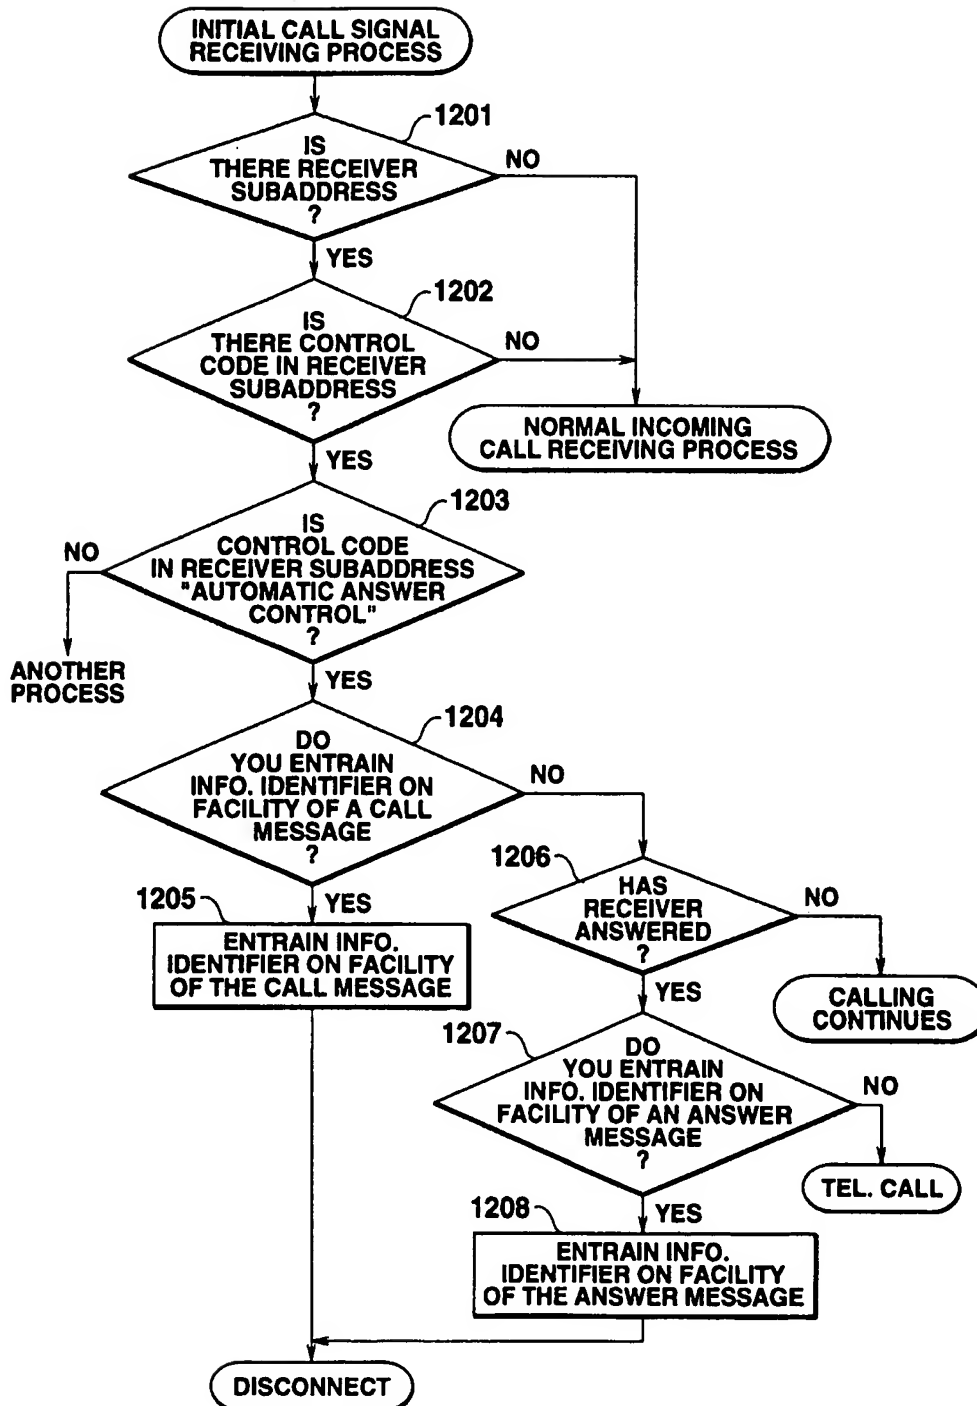 INITIAL CALL SIGNAL
RECEIVING PROCESS
1201
IS
THERE RECEIVER
SUBADDRESS
?
NO
YES
1202
IS
THERE CONTROL
CODE IN RECEIVER
SUBADDRESS
?
NO
NORMAL INCOMING
CALL RECEIVING PROCESS
YES
1203
IS
CONTROL CODE
IN RECEIVER SUBADDRESS
"AUTOMATIC ANSWER
CONTROL"
?
NO
ANOTHER
PROCESS
YES
1204
DO
YOU ENTRAIN
INFO. IDENTIFIER ON
FACILITY OF A CALL
MESSAGE
?
NO
YES
1205
ENTRAIN INFO.
IDENTIFIER ON FACILITY
OF THE CALL MESSAGE
1206
HAS
RECEIVER
ANSWERED
?
NO
CALLING
CONTINUES
YES
1207
DO
YOU ENTRAIN
INFO. IDENTIFIER ON
FACILITY OF AN ANSWER
MESSAGE
?
NO
TEL. CALL
YES
1208
ENTRAIN INFO.
IDENTIFIER ON FACILITY
OF THE ANSWER MESSAGE
DISCONNECT